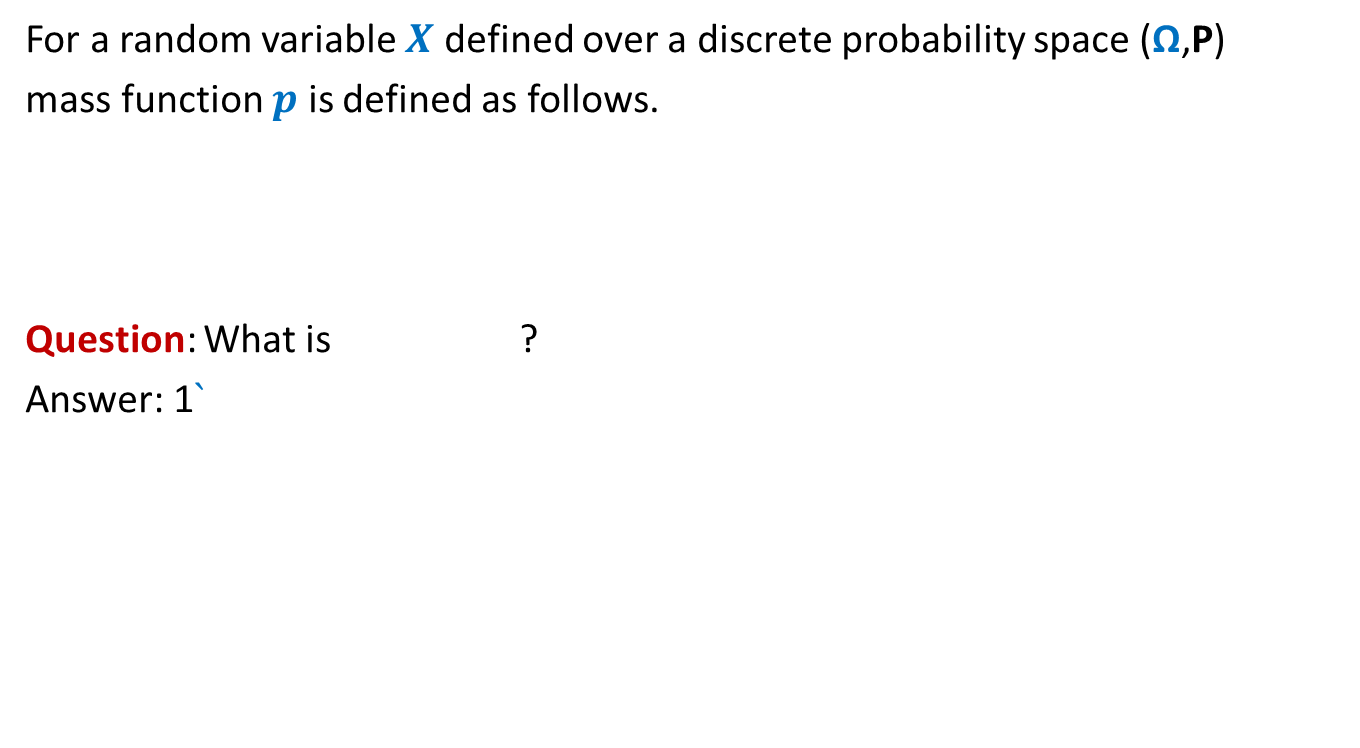 For a random variable 𝑿 defined over a discrete probability space (Ω,P)
mass function 𝒑 is defined as follows.
Question: What is ?
Answer: 1`